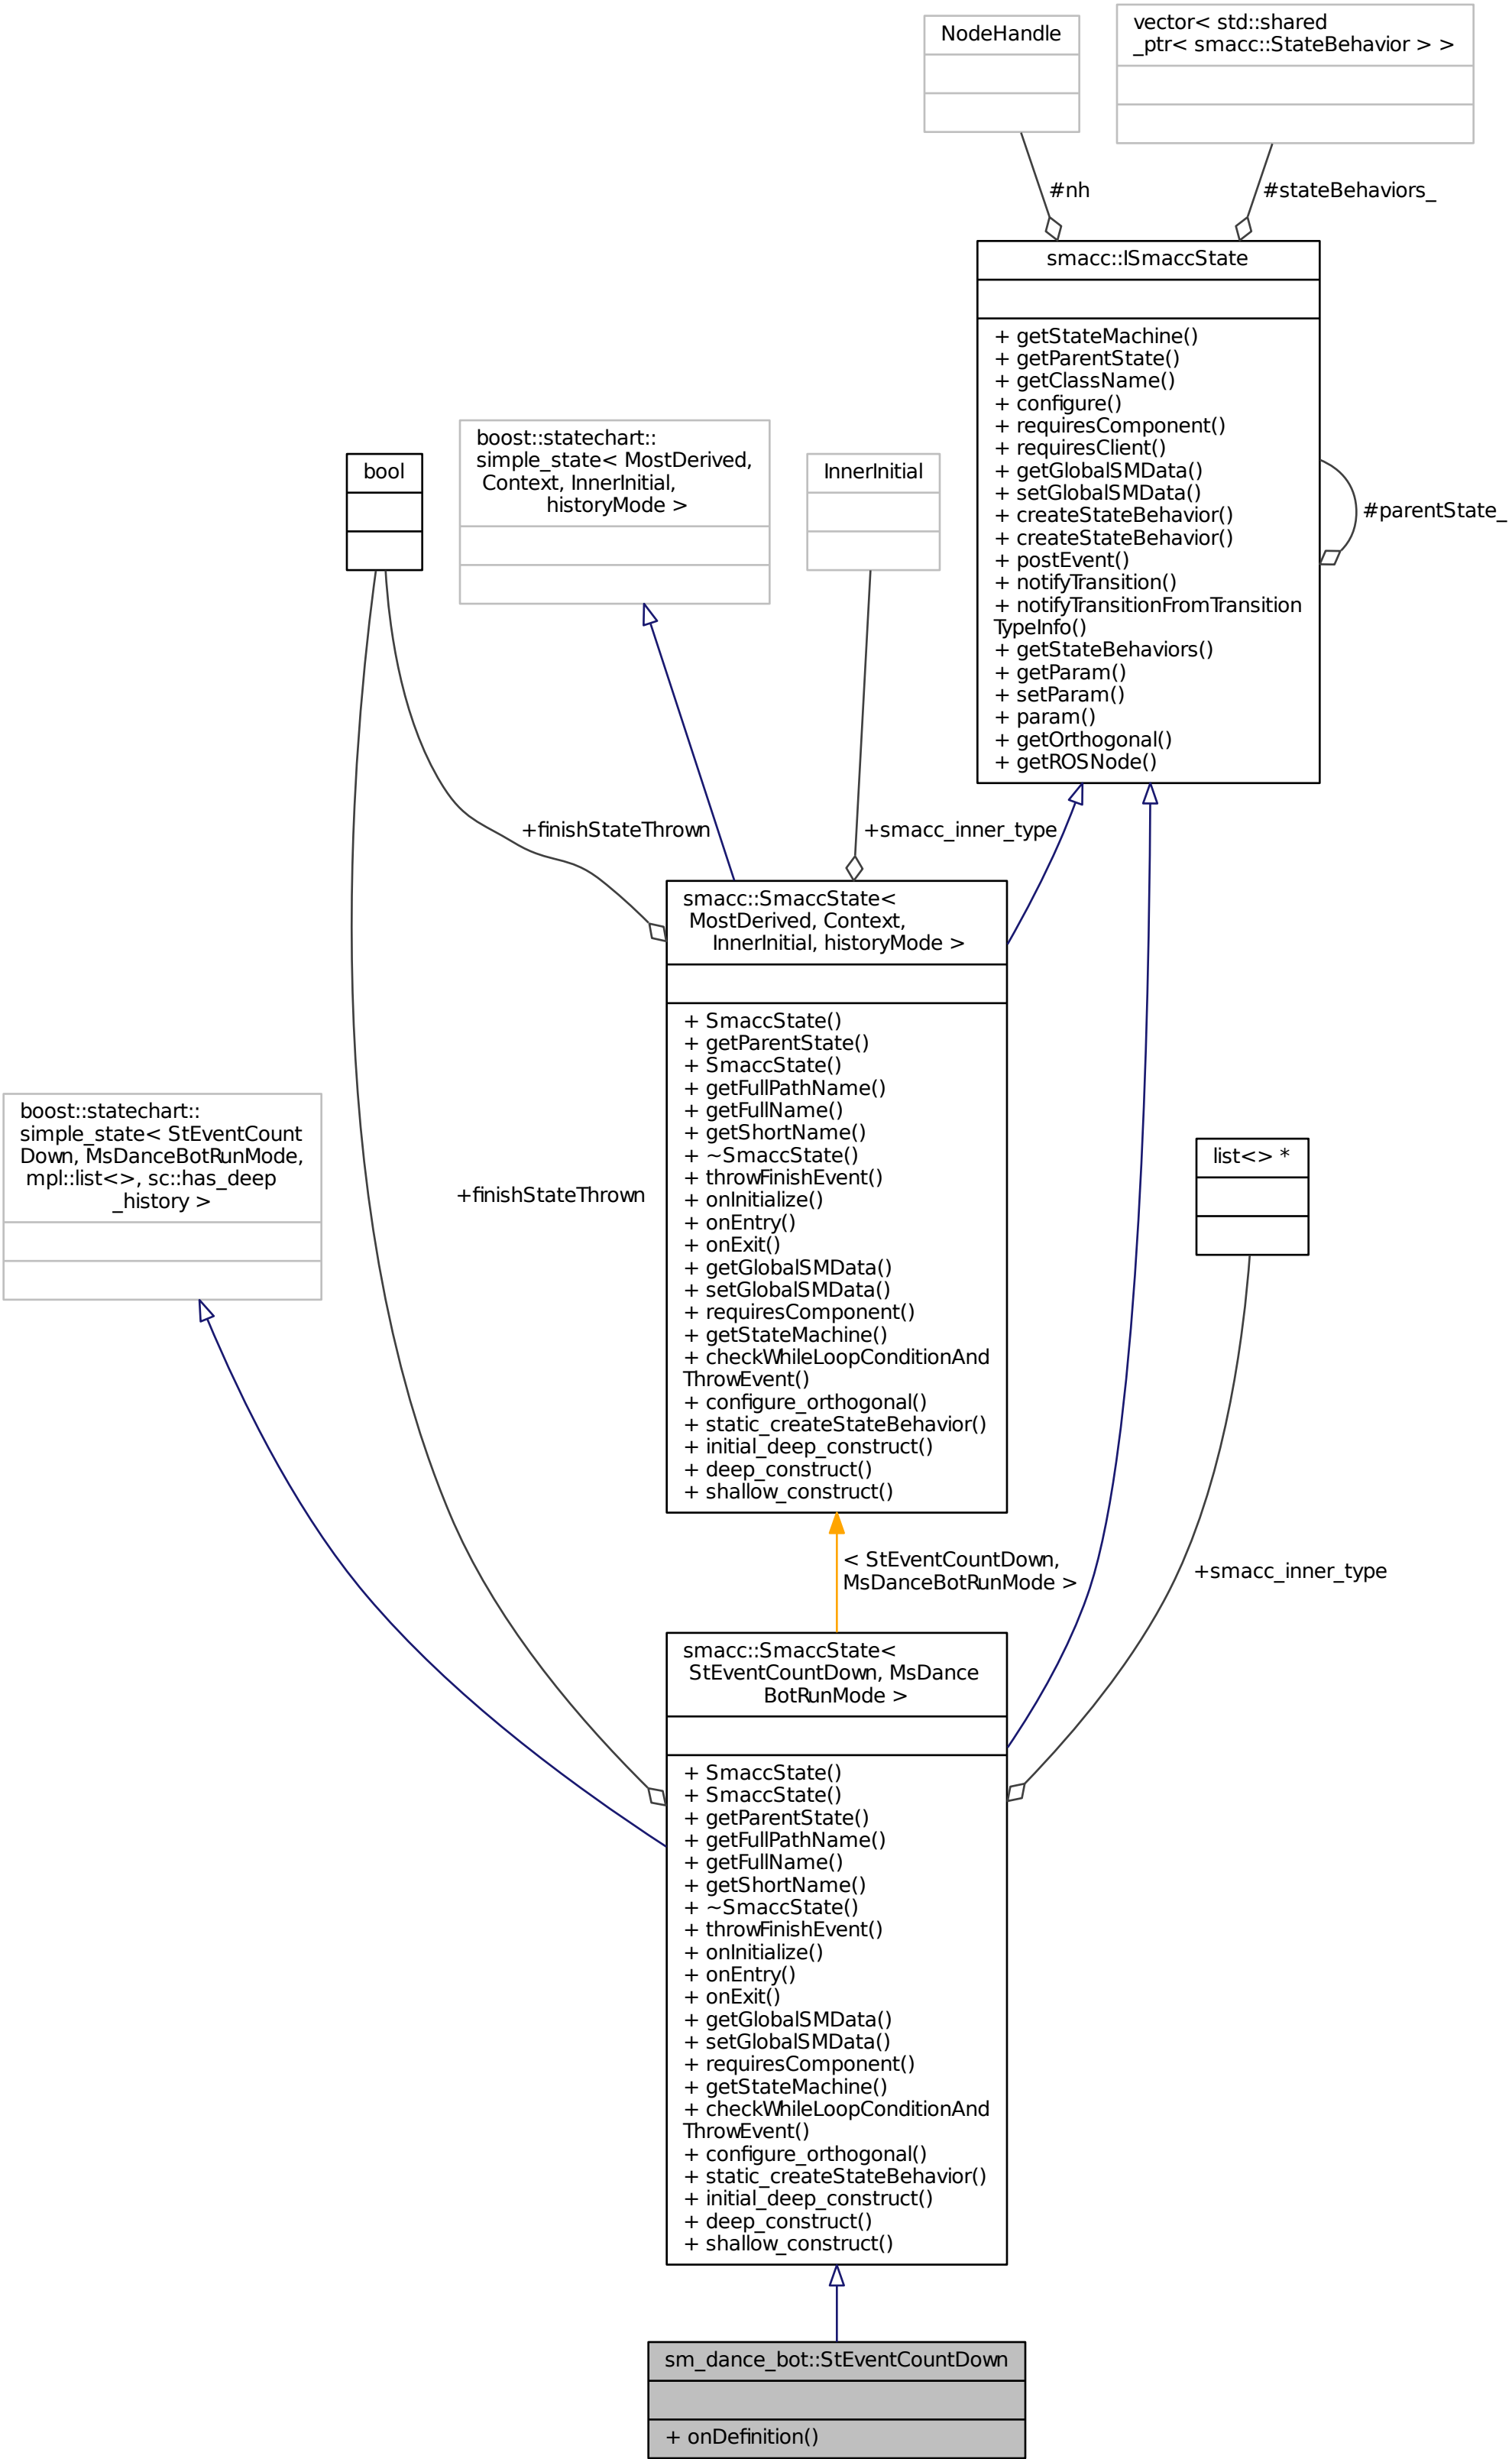 NodeHandle
vector< std::shared
_ptr< smacc::StateBehavior > >
#nh
#stateBehaviors_
smacc::ISmaccState
+ getStateMachine()
+ getParentState()
+ getClassName()
+ configure()
+ requiresComponent()
+ requiresClient()
+ getGlobalSMData()
+ setGlobalSMData()
+ createStateBehavior()
+ createStateBehavior()
+ postEvent()
+ notifyTransition()
+ notifyTransitionFromTransition
TypeInfo()
+ getStateBehaviors()
+ getParam()
+ setParam()
+ param()
+ getOrthogonal()
+ getROSNode()
#parentState_
bool
boost::statechart::
simple_state< MostDerived,
Context, InnerInitial,
historyMode >
InnerInitial
+finishStateThrown
+smacc_inner_type
smacc::SmaccState<
MostDerived, Context,
InnerInitial, historyMode >
+ SmaccState()
+ getParentState()
+ SmaccState()
+ getFullPathName()
+ getFullName()
+ getShortName()
+ ~SmaccState()
+ throwFinishEvent()
+ onInitialize()
+ onEntry()
+ onExit()
+ getGlobalSMData()
+ setGlobalSMData()
+ requiresComponent()
+ getStateMachine()
+ checkWhileLoopConditionAnd
ThrowEvent()
+ configure_orthogonal()
+ static_createStateBehavior()
+ initial_deep_construct()
+ deep_construct()
+ shallow_construct()
boost::statechart::
simple_state< StEventCount
Down, MsDanceBotRunMode,
mpl::list<>, sc::has_deep
_history >
+finishStateThrown
list<> *
< StEventCountDown,
MsDanceBotRunMode >
+smacc_inner_type
smacc::SmaccState<
StEventCountDown, MsDance
BotRunMode >
+ SmaccState()
+ SmaccState()
+ getParentState()
+ getFullPathName()
+ getFullName()
+ getShortName()
+ ~SmaccState()
+ throwFinishEvent()
+ onInitialize()
+ onEntry()
+ onExit()
+ getGlobalSMData()
+ setGlobalSMData()
+ requiresComponent()
+ getStateMachine()
+ checkWhileLoopConditionAnd
ThrowEvent()
+ configure_orthogonal()
+ static_createStateBehavior()
+ initial_deep_construct()
+ deep_construct()
+ shallow_construct()
sm_dance_bot::StEventCountDown
+ onDefinition()